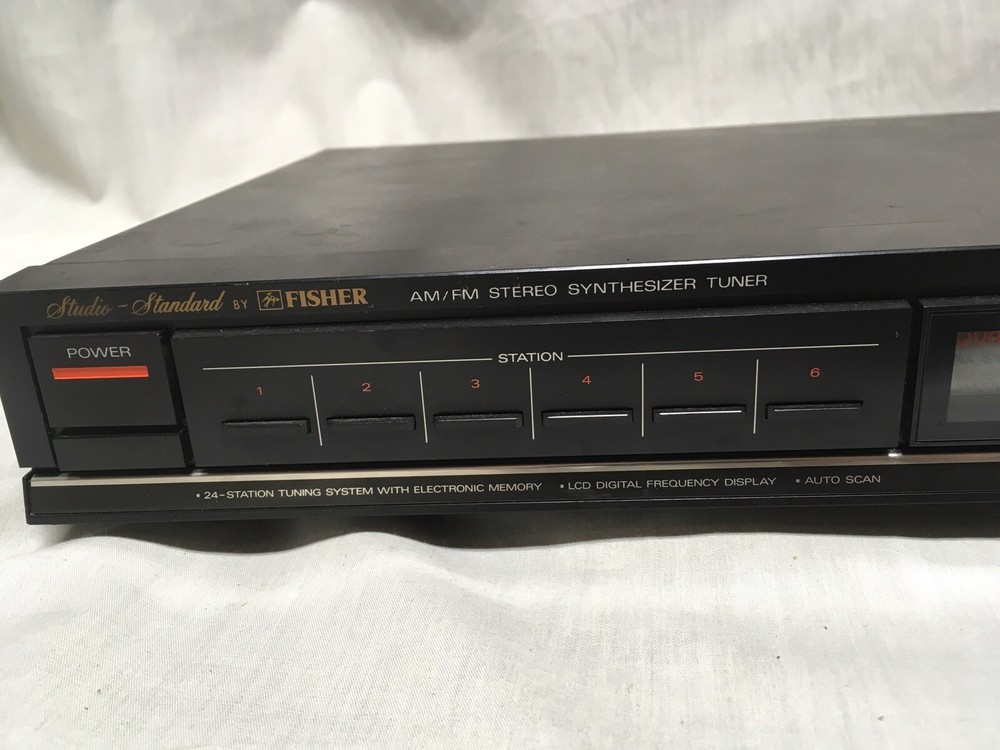 Studio-Standard BY FISHER AM/FM STEREO SYNTHESIZER TUNER
POWER
STATION
1 2 3 4 5 6
• 24-STATION TUNING SYSTEM WITH ELECTRONIC MEMORY • LCD DIGITAL FREQUENCY DISPLAY • AUTO SCAN